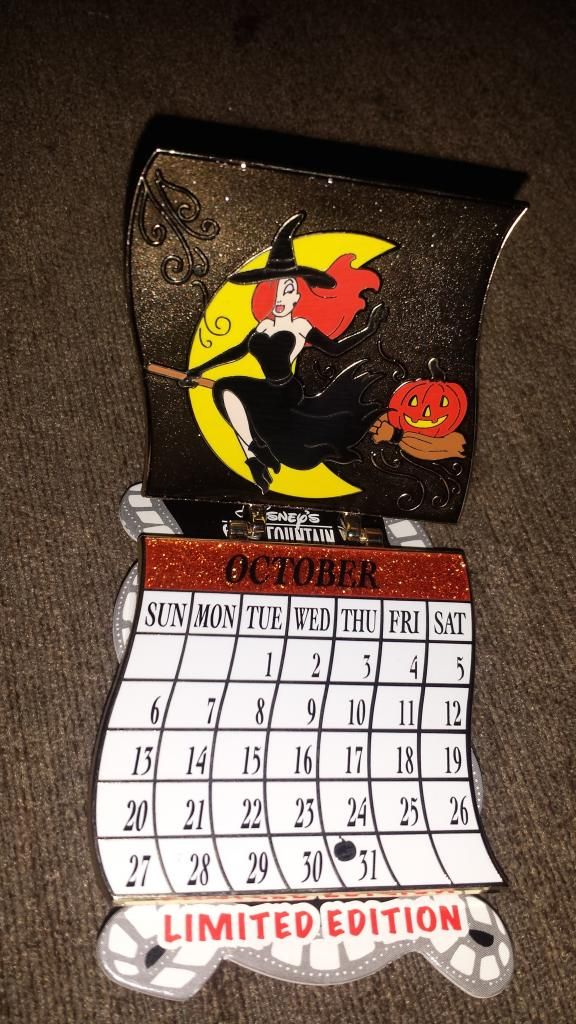 FOUNTAIN
OCTOBER
SUN MON TUE WED THU FRI SAT
1 2 3 4 5
6 7 8 9 10 11 12
13 14 15 16 17 18 19
20 21 22 23 24 25 26
27 28 29 30 31
LIMITED EDITION